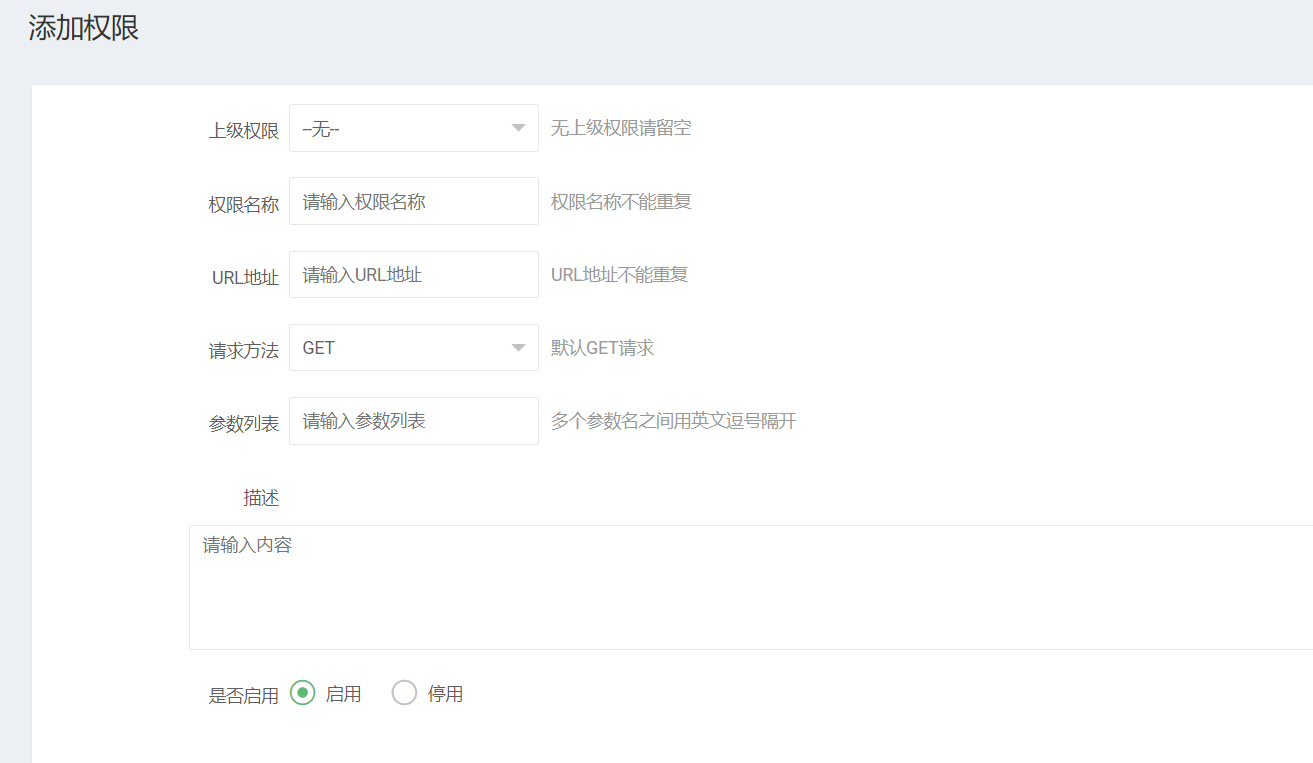 添加权限
上级权限 --无-- 无上级权限请留空
权限名称 请输入权限名称 权限名称不能重复
URL地址 请输入URL地址 URL地址不能重复
请求方法 GET 默认GET请求
参数列表 请输入参数列表 多个参数名之间用英文逗号隔开
描述
请输入内容
是否启用 启用 停用